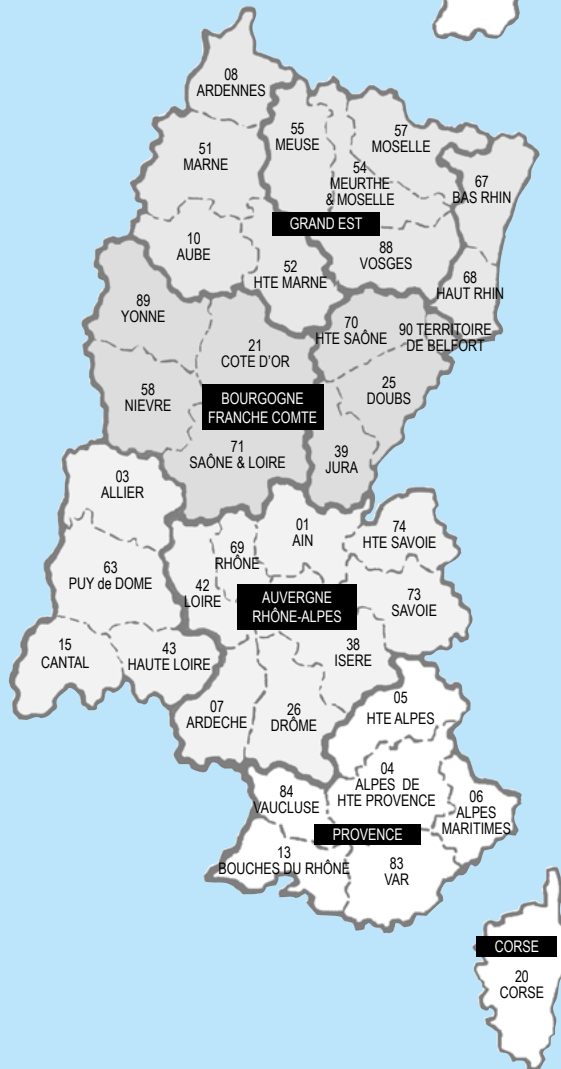 08
ARDENNES
55
MEUSE
57
MOSELLE
51
MARNE
54
MEURTHE
& MOSELLE
67
BAS RHIN
GRAND EST
10
AUBE
88
VOSGES
52
HTE MARNE
68
HAUT RHIN
89
YONNE
70
HTE SAÔNE
90 TERRITOIRE
DE BELFORT
21
COTE D'OR
25
DOUBS
58
NIEVRE
BOURGOGNE
FRANCHE COMTE
71
SAÔNE & LOIRE
39
JURA
03
ALLIER
01
AIN
74
HTE SAVOIE
69
RHÔNE
63
PUY de DOME
42
LOIRE
AUVERGNE
RHÔNE-ALPES
73
SAVOIE
15
CANTAL
43
HAUTE LOIRE
38
ISERE
05
HTE ALPES
07
ARDECHE
26
DRÔME
04
ALPES DE
HTE PROVENCE
84
VAUCLUSE
06
ALPES
MARITIMES
PROVENCE
13
BOUCHES DU RHÔNE
83
VAR
CORSE
20
CORSE